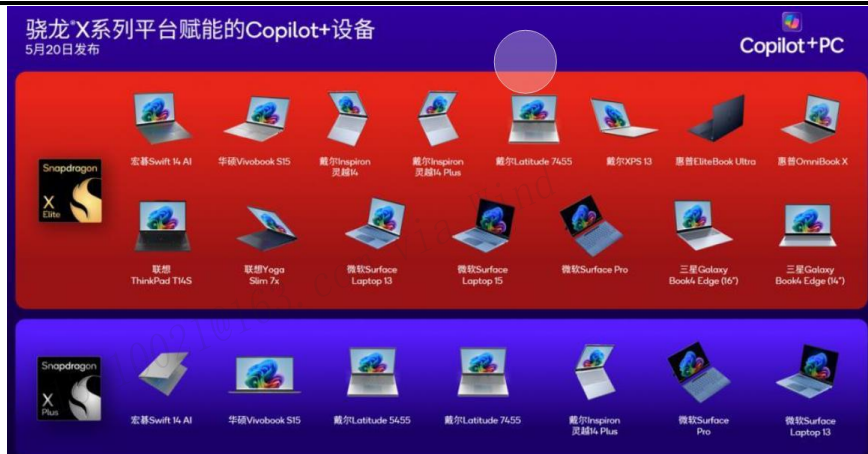 骁龙®X系列平台赋能的Copilot+设备
5月20日发布
Copilot+PC
Snapdragon
X
Elite
宏碁Swift 14 AI
华硕Vivobook S15
戴尔Inspiron
灵越14
戴尔Inspiron
灵越14 Plus
戴尔Latitude 7455
戴尔XPS 13
惠普EliteBook Ultra
惠普OmniBook X
联想
ThinkPad T14S
联想Yoga
Slim 7x
微软Surface
Laptop 13
微软Surface
Laptop 15
微软Surface Pro
三星Galaxy
Book4 Edge (16")
三星Galaxy
Book4 Edge (14")
Snapdragon
X
Plus
宏碁Swift 14 AI
华硕Vivobook S15
戴尔Latitude 5455
戴尔Latitude 7455
戴尔Inspiron
灵越14 Plus
微软Surface
Pro
微软Surface
Laptop 13